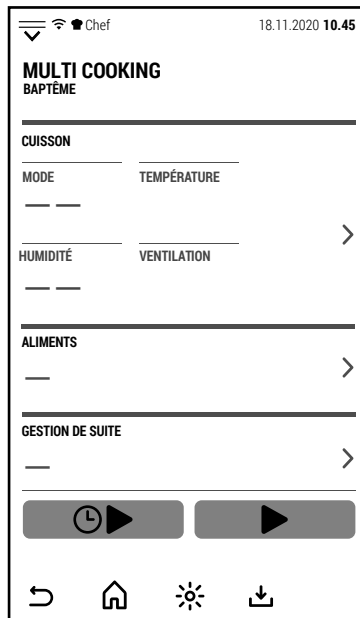 Chef 18.11.2020 10.45
MULTI COOKING
BAPTÊME
CUISSON
MODE TEMPÉRATURE
— —
HUMIDITÉ VENTILATION
— —
ALIMENTS
—
GESTION DE SUITE
—